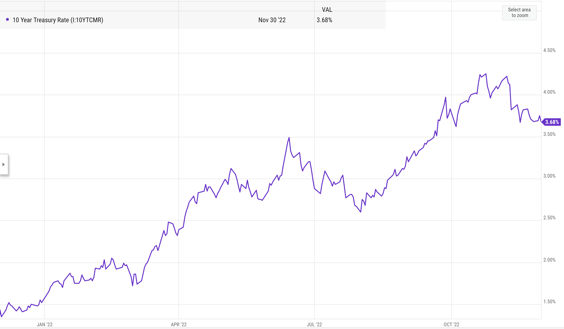 VAL
10 Year Treasury Rate (I:10YTCMR) Nov 30 '22 3.68%
Select area
to zoom
4.50%
4.00%
3.68%
3.50%
3.00%
2.50%
2.00%
1.50%
JAN '22 APR '22 JUL '22 OCT '22